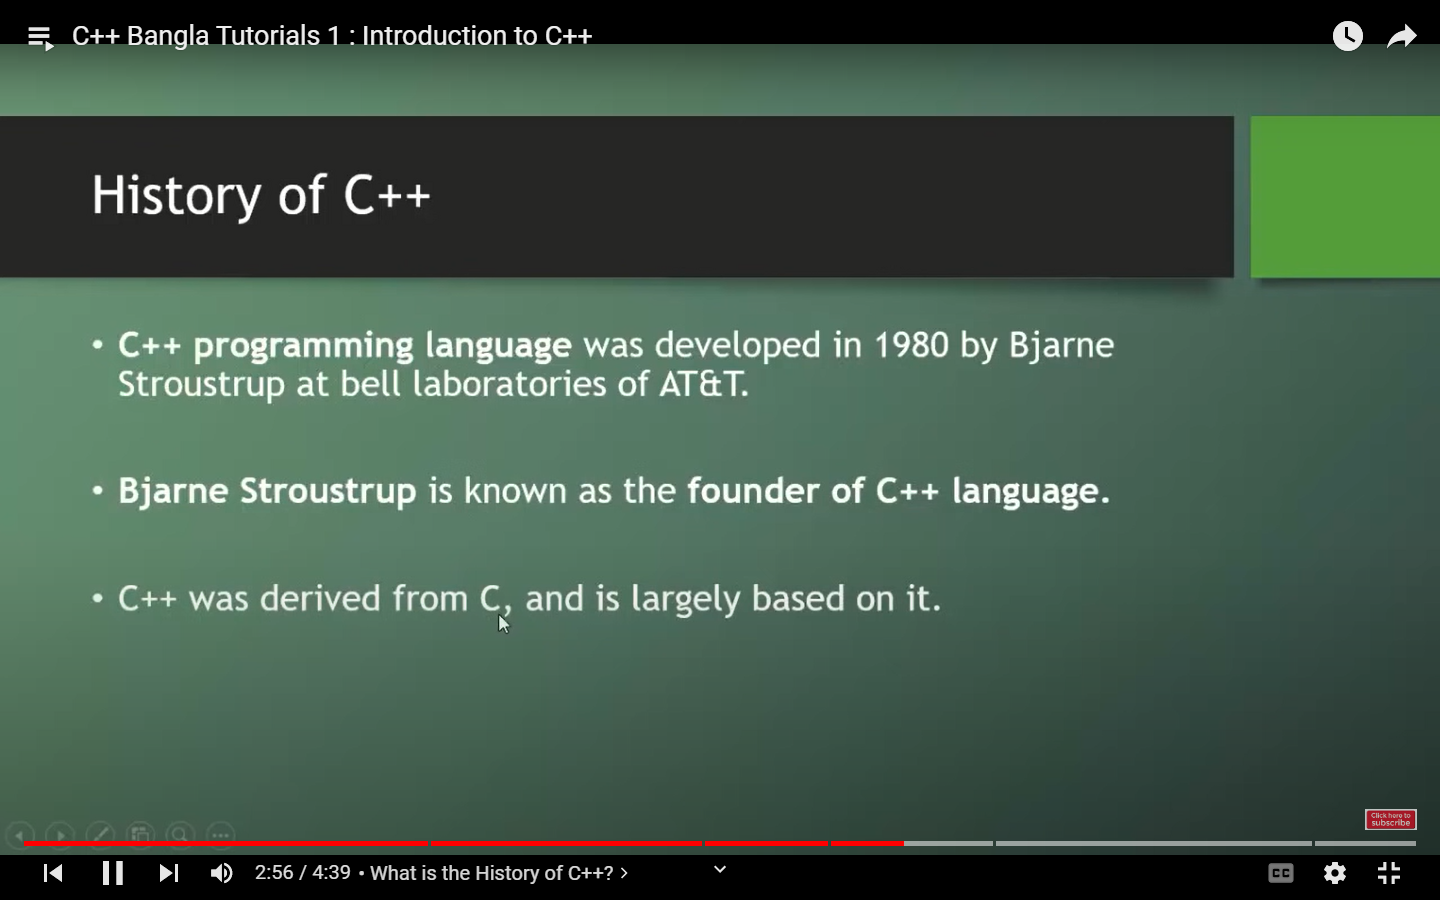 C++ Bangla Tutorials 1 : Introduction to C++
History of C++
• C++ programming language was developed in 1980 by Bjarne
Stroustrup at bell laboratories of AT&T.
• Bjarne Stroustrup is known as the founder of C++ language.
• C++ was derived from C, and is largely based on it.
Click here to
subscribe
2:56 / 4:39 • What is the History of C++? ›
CC